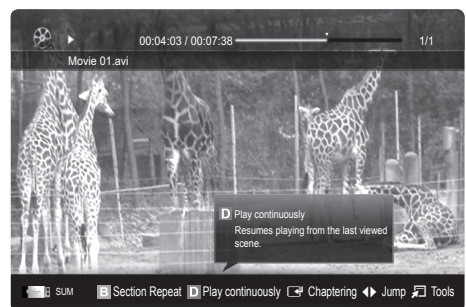 00:04:03 / 00:07:38 1/1
Movie 01.avi
D Play continuously
Resumes playing from the last viewed
scene.
SUM B Section Repeat D Play continuously Chaptering Jump Tools